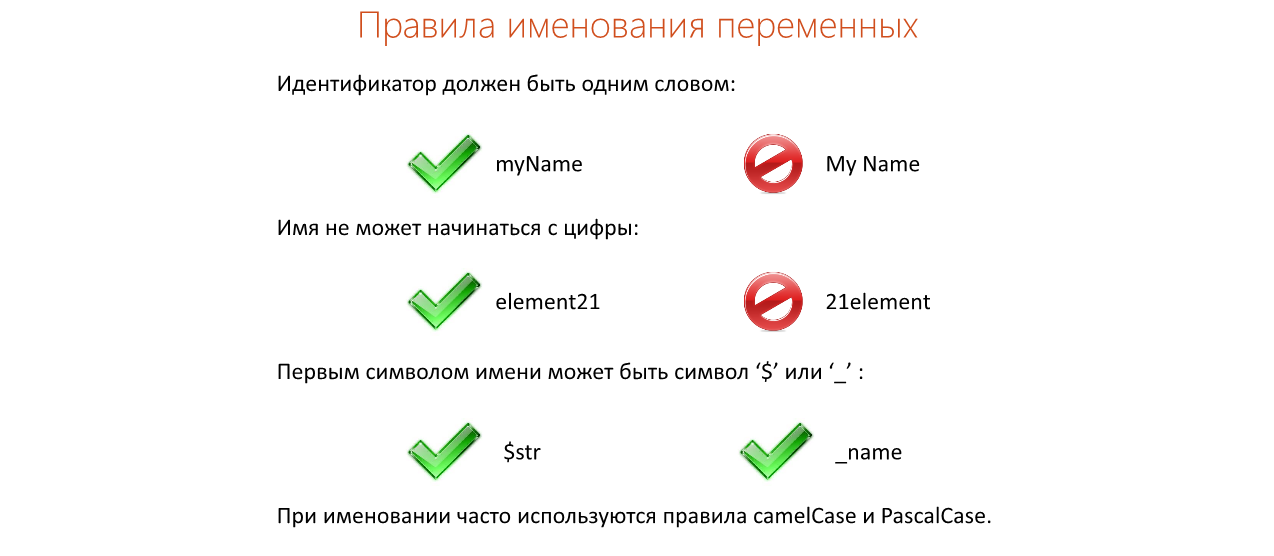 Правила именования переменных
Идентификатор должен быть одним словом:
myName My Name
Имя не может начинаться с цифры:
element21 21element
Первым символом имени может быть символ ‘$’ или ‘_’ :
$str _name
При именовании часто используются правила camelCase и PascalCase.